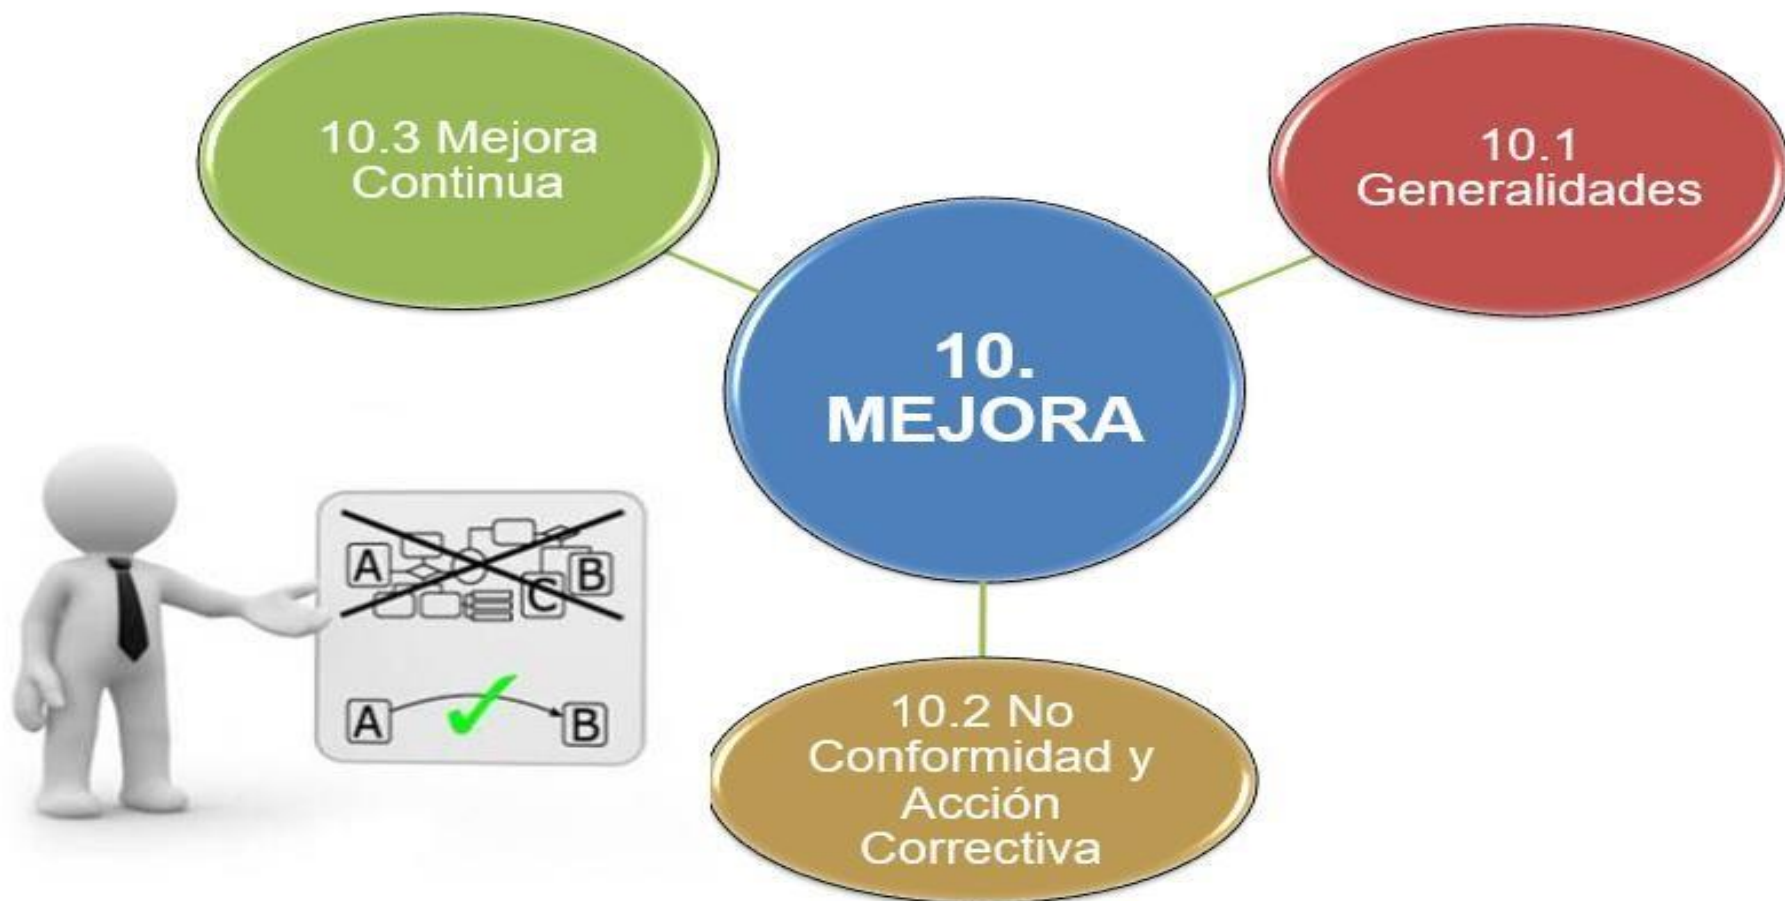 10.3 Mejora
Continua
10.1
Generalidades
10.
MEJORA
A
C
B
A
B
10.2 No
Conformidad y
Acción
Correctiva